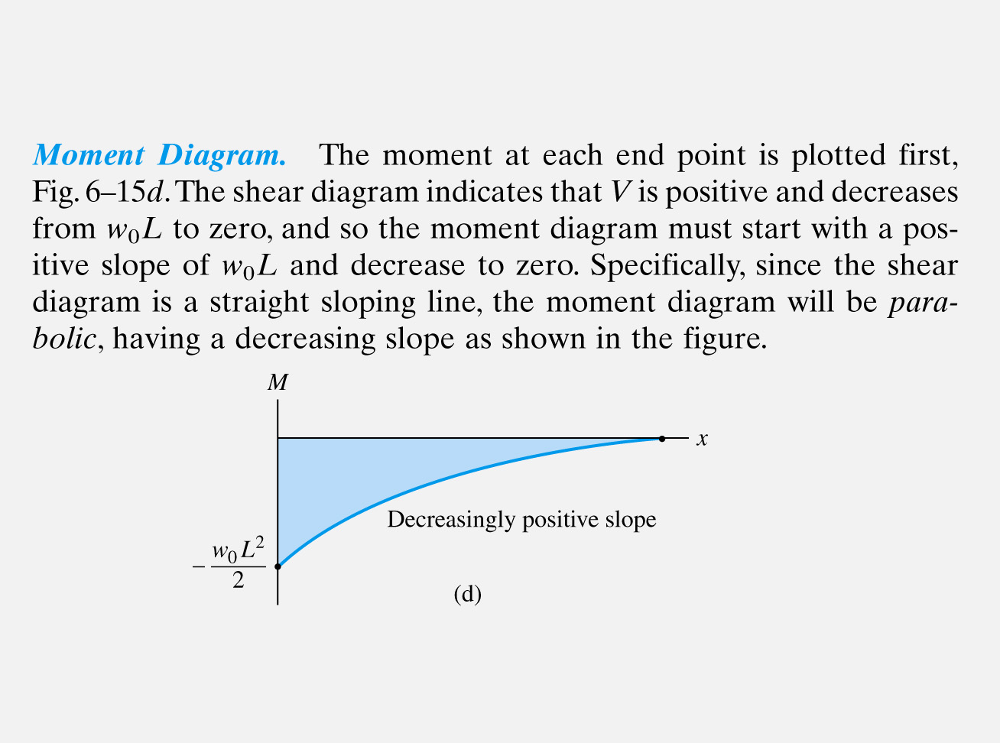 Moment Diagram. The moment at each end point is plotted first,
Fig. 6–15d. The shear diagram indicates that V is positive and decreases
from w₀L to zero, and so the moment diagram must start with a pos-
itive slope of w₀L and decrease to zero. Specifically, since the shear
diagram is a straight sloping line, the moment diagram will be para-
bolic, having a decreasing slope as shown in the figure.
M
x
Decreasingly positive slope
− w₀L²
2
(d)